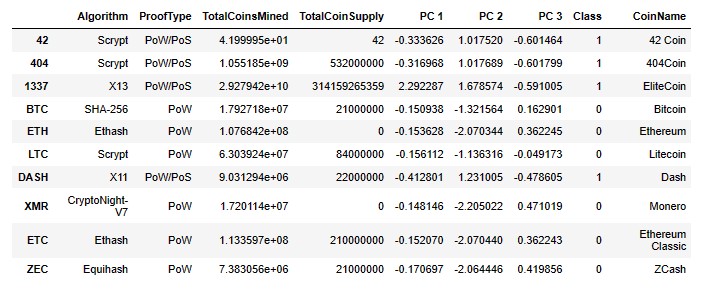 Algorithm ProofType TotalCoinsMined TotalCoinSupply PC 1 PC 2 PC 3 Class CoinName
42 Scrypt PoW/PoS 4.199995e+01 42 -0.333626 1.017520 -0.601464 1 42 Coin
404 Scrypt PoW/PoS 1.055185e+09 532000000 -0.316968 1.017689 -0.601799 1 404Coin
1337 X13 PoW/PoS 2.927942e+10 314159265359 2.292287 1.678574 -0.591005 1 EliteCoin
BTC SHA-256 PoW 1.792718e+07 21000000 -0.150938 -1.321564 0.162901 0 Bitcoin
ETH Ethash PoW 1.076842e+08 0 -0.153628 -2.070344 0.362245 0 Ethereum
LTC Scrypt PoW 6.303924e+07 84000000 -0.156112 -1.136316 -0.049173 0 Litecoin
DASH X11 PoW/PoS 9.031294e+06 22000000 -0.412801 1.231005 -0.478605 1 Dash
XMR CryptoNight-
V7 PoW 1.720114e+07 0 -0.148146 -2.205022 0.471019 0 Monero
ETC Ethash PoW 1.133597e+08 210000000 -0.152070 -2.070440 0.362243 0 Ethereum
Classic
ZEC Equihash PoW 7.383056e+06 21000000 -0.170697 -2.064446 0.419856 0 ZCash